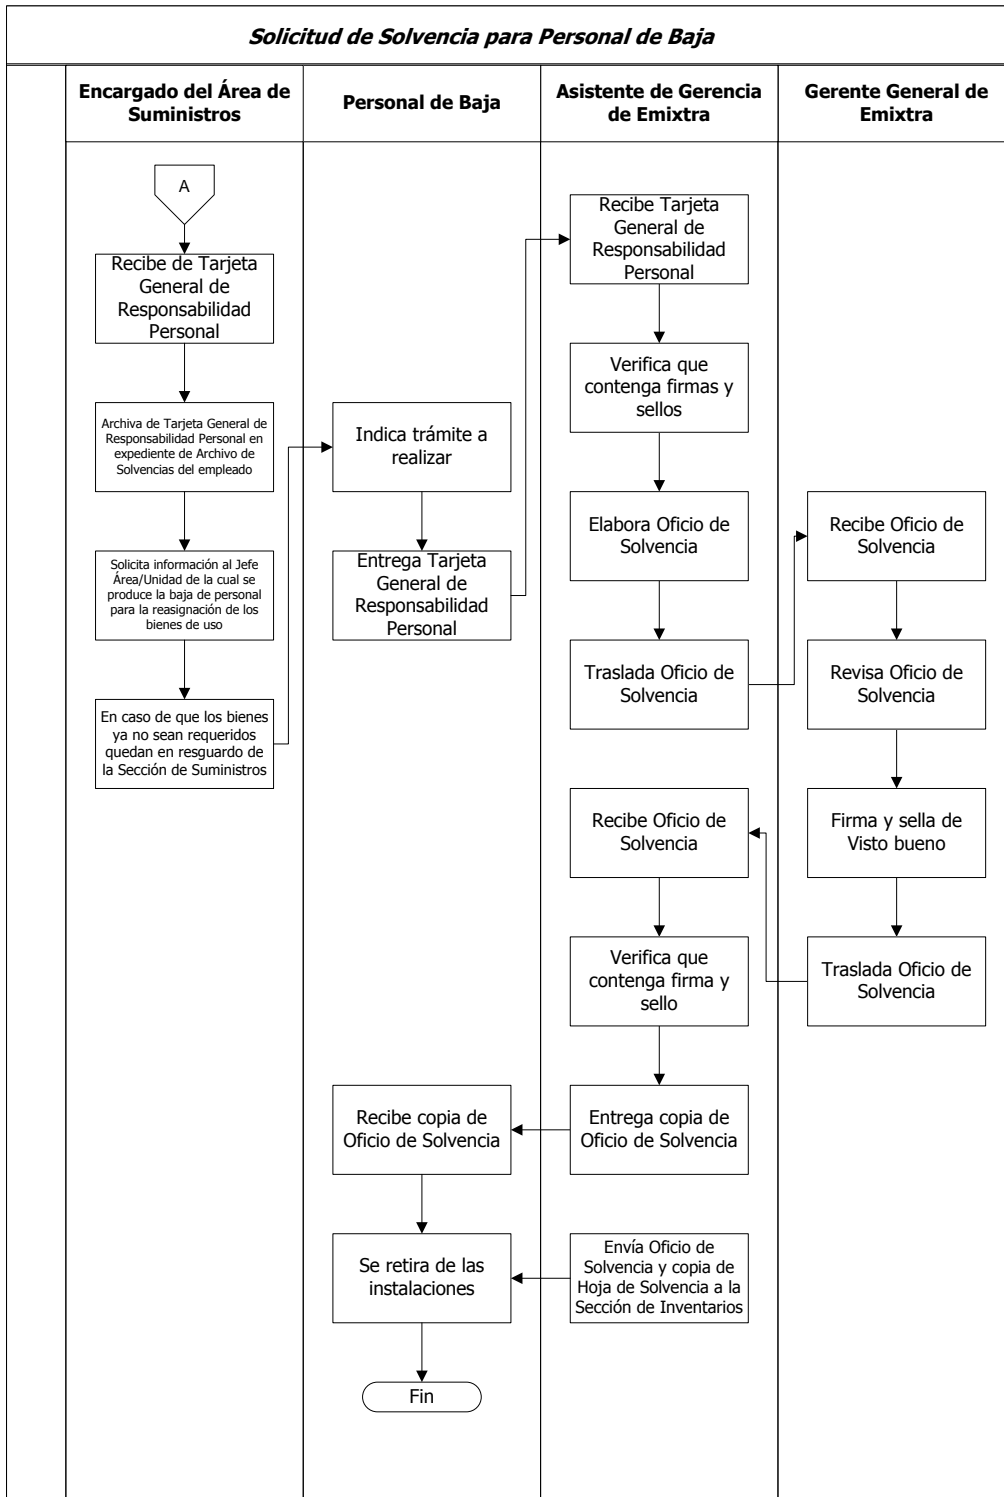 Solicitud de Solvencia para Personal de Baja
Encargado del Área de
Suministros
Personal de Baja
Asistente de Gerencia
de Emixtra
Gerente General de
Emixtra
A
Recibe de Tarjeta
General de
Responsabilidad
Personal
Archiva de Tarjeta General de
Responsabilidad Personal en
expediente de Archivo de
Solvencias del empleado
Solicita información al Jefe
Área/Unidad de la cual se
produce la baja de personal
para la reasignación de los
bienes de uso
En caso de que los bienes
ya no sean requeridos
quedan en resguardo de
la Sección de Suministros
Indica trámite a
realizar
Entrega Tarjeta
General de
Responsabilidad
Personal
Recibe Tarjeta
General de
Responsabilidad
Personal
Verifica que
contenga firmas y
sellos
Elabora Oficio de
Solvencia
Traslada Oficio de
Solvencia
Recibe Oficio de
Solvencia
Revisa Oficio de
Solvencia
Firma y sella de
Visto bueno
Traslada Oficio de
Solvencia
Recibe Oficio de
Solvencia
Verifica que
contenga firma y
sello
Entrega copia de
Oficio de Solvencia
Recibe copia de
Oficio de Solvencia
Envía Oficio de
Solvencia y copia de
Hoja de Solvencia a la
Sección de Inventarios
Se retira de las
instalaciones
Fin